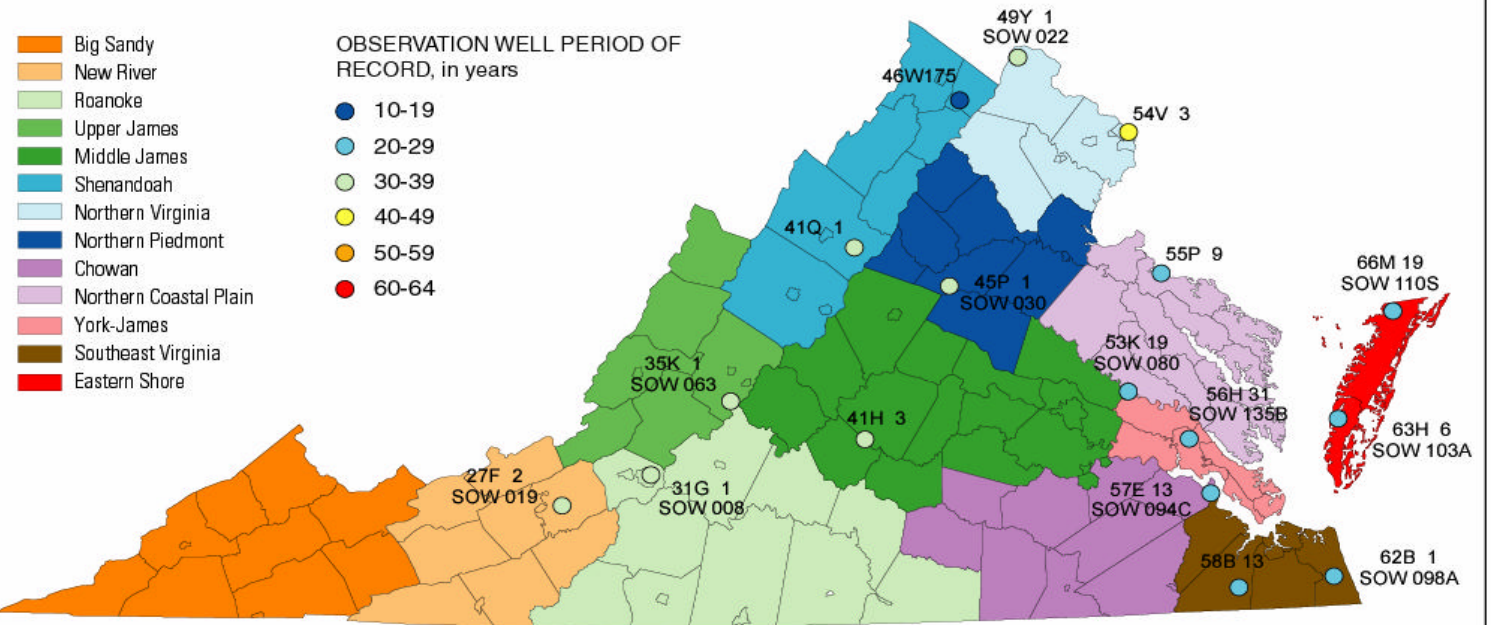 Big Sandy
New River
Roanoke
Upper James
Middle James
Shenandoah
Northern Virginia
Northern Piedmont
Chowan
Northern Coastal Plain
York-James
Southeast Virginia
Eastern Shore
OBSERVATION WELL PERIOD OF
RECORD, in years
10-19
20-29
30-39
40-49
50-59
60-64
49Y 1
SOW 022
46W175
54V 3
41Q 1
45P 1
SOW 030
55P 9
66M 19
SOW 110S
53K 19
SOW 080
35K 1
SOW 063
56H 31
SOW 135B
41H 3
63H 6
SOW 103A
27F 2
SOW 019
31G 1
SOW 008
57E 13
SOW 094C
58B 13
62B 1
SOW 098A